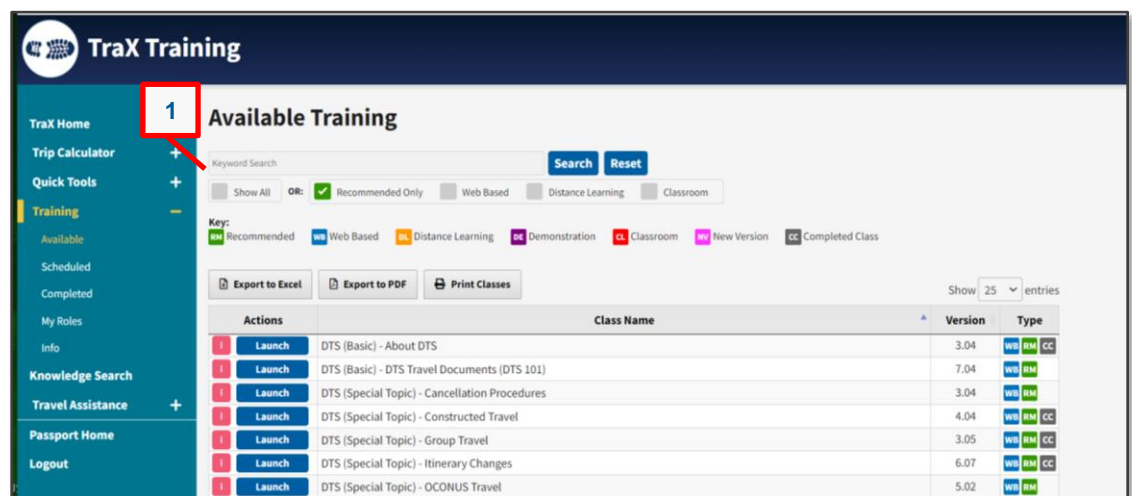 TraX Training
1
TraX Home
Trip Calculator +
Quick Tools +
Training −
Available
Scheduled
Completed
My Roles
Info
Knowledge Search
Travel Assistance +
Passport Home
Logout
Available Training
Keyword Search Search Reset
Show All OR: Recommended Only Web Based Distance Learning Classroom
Key:
RM Recommended WB Web Based DL Distance Learning DE Demonstration CL Classroom NV New Version CC Completed Class
Export to Excel Export to PDF Print Classes
Show 25 entries
Actions Class Name Version Type
I Launch DTS (Basic) - About DTS 3.04 WB RM CC
I Launch DTS (Basic) - DTS Travel Documents (DTS 101) 7.04 WB RM
I Launch DTS (Special Topic) - Cancellation Procedures 3.04 WB RM
I Launch DTS (Special Topic) - Constructed Travel 4.04 WB RM CC
I Launch DTS (Special Topic) - Group Travel 3.05 WB RM CC
I Launch DTS (Special Topic) - Itinerary Changes 6.07 WB RM CC
I Launch DTS (Special Topic) - OCONUS Travel 5.02 WB RM